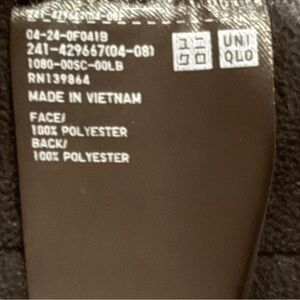 04-24-0F041B
241-429667(04-08)
1080-00SC-00LB
RN139864
MADE IN VIETNAM
FACE/
100% POLYESTER
BACK/
100% POLYESTER
UNI
QLO